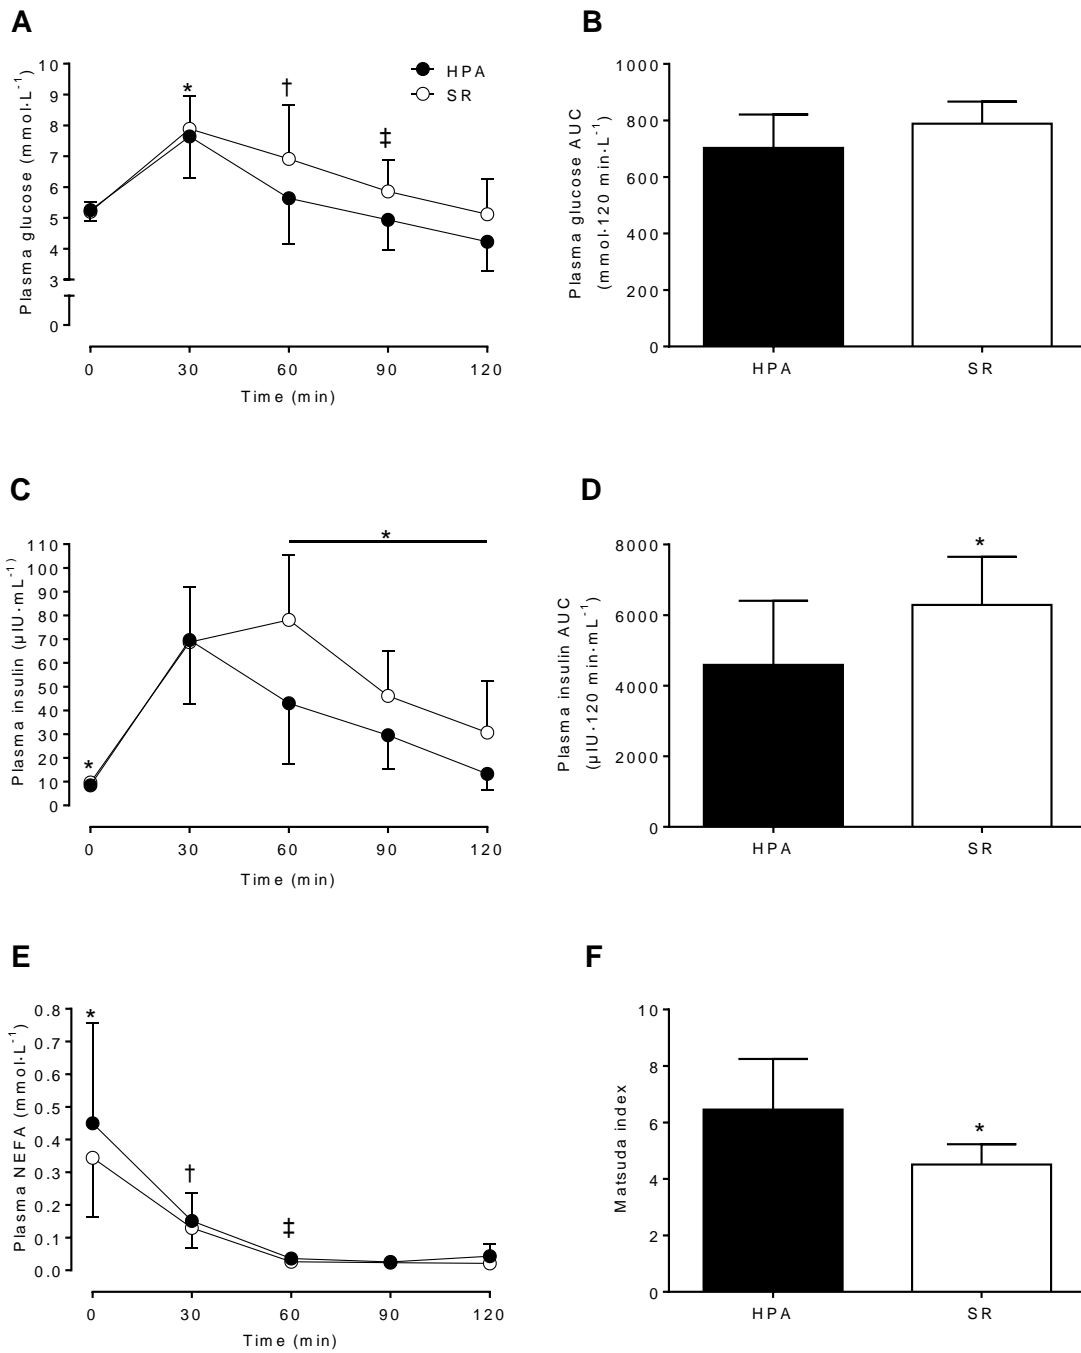 A
Plasma glucose (mmol·L⁻¹)
10
9
8
7
6
5
4
3
0
*
†
‡
HPA
SR
0 30 60 90 120
Time (min)
B
Plasma glucose AUC
(mmol·120 min·L⁻¹)
1000
800
600
400
200
0
HPA SR
C
Plasma insulin (µIU·mL⁻¹)
110
100
90
80
70
60
50
40
30
20
10
0
*
*
0 30 60 90 120
Time (min)
D
Plasma insulin AUC
(µIU·120 min·mL⁻¹)
8000
6000
4000
2000
0
*
HPA SR
E
Plasma NEFA (mmol·L⁻¹)
0.8
0.7
0.6
0.5
0.4
0.3
0.2
0.1
0.0
*
†
‡
0 30 60 90 120
Time (min)
F
Matsuda index
10
8
6
4
2
0
*
HPA SR